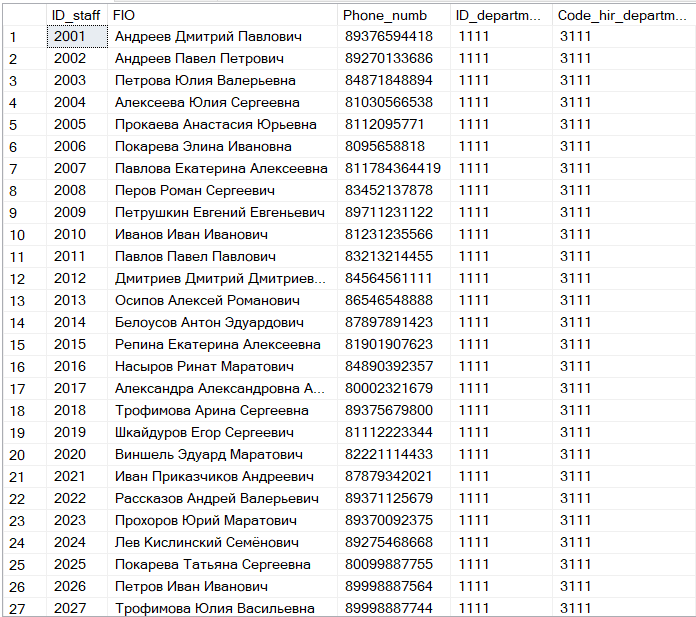 ID_staff FIO Phone_numb ID_departm... Code_hir_departm...
1 2001 Андреев Дмитрий Павлович 89376594418 1111 3111
2 2002 Андреев Павел Петрович 89270133686 1111 3111
3 2003 Петрова Юлия Валерьевна 84871848894 1111 3111
4 2004 Алексеева Юлия Сергеевна 81030566538 1111 3111
5 2005 Прокаева Анастасия Юрьевна 8112095771 1111 3111
6 2006 Покарева Элина Ивановна 8095658818 1111 3111
7 2007 Павлова Екатерина Алексеевна 811784364419 1111 3111
8 2008 Перов Роман Сергеевич 83452137878 1111 3111
9 2009 Петрушкин Евгений Евгеньевич 89711231122 1111 3111
10 2010 Иванов Иван Иванович 81231235566 1111 3111
11 2011 Павлов Павел Павлович 83213214455 1111 3111
12 2012 Дмитриев Дмитрий Дмитриев... 84564561111 1111 3111
13 2013 Осипов Алексей Романович 86546548888 1111 3111
14 2014 Белоусов Антон Эдуардович 87897891423 1111 3111
15 2015 Репина Екатерина Алексеевна 81901907623 1111 3111
16 2016 Насыров Ринат Маратович 84890392357 1111 3111
17 2017 Александра Александровна А... 80002321679 1111 3111
18 2018 Трофимова Арина Сергеевна 89375679800 1111 3111
19 2019 Шкайдуров Егор Сергеевич 81112223344 1111 3111
20 2020 Виншель Эдуард Маратович 82221114433 1111 3111
21 2021 Иван Приказчиков Андреевич 87879342021 1111 3111
22 2022 Рассказов Андрей Валерьевич 89371125679 1111 3111
23 2023 Прохоров Юрий Маратович 89370092375 1111 3111
24 2024 Лев Кислинский Семёнович 89275468668 1111 3111
25 2025 Покарева Татьяна Сергеевна 80099887755 1111 3111
26 2026 Петров Иван Иванович 89998887564 1111 3111
27 2027 Трофимова Юлия Васильевна 89998887744 1111 3111